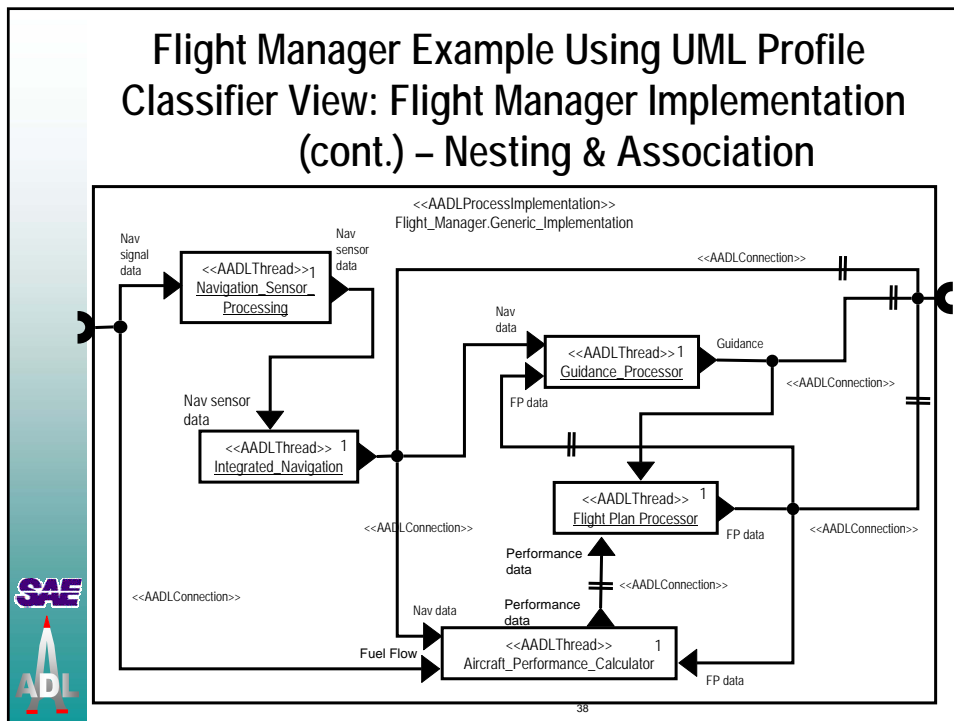 Flight Manager Example Using UML Profile
Classifier View: Flight Manager Implementation
(cont.) – Nesting & Association
<<AADLProcessImplementation>>
Flight_Manager.Generic_Implementation
Nav
signal
data
Nav
sensor
data
<<AADLThread>> 1
Navigation_Sensor_
Processing
<<AADLConnection>>
Nav
data
<<AADLThread>> 1
Guidance_Processor
Guidance
<<AADLConnection>>
FP data
Nav sensor
data
<<AADLThread>> 1
Integrated_Navigation
<<AADLThread>> 1
Flight Plan Processor
<<AADLConnection>>
FP data
<<AADLConnection>>
Performance
data
<<AADLConnection>>
<<AADLConnection>>
Nav data
Performance
data
<<AADLThread>> 1
Aircraft_Performance_Calculator
Fuel Flow
FP data
SAE
ADL
38